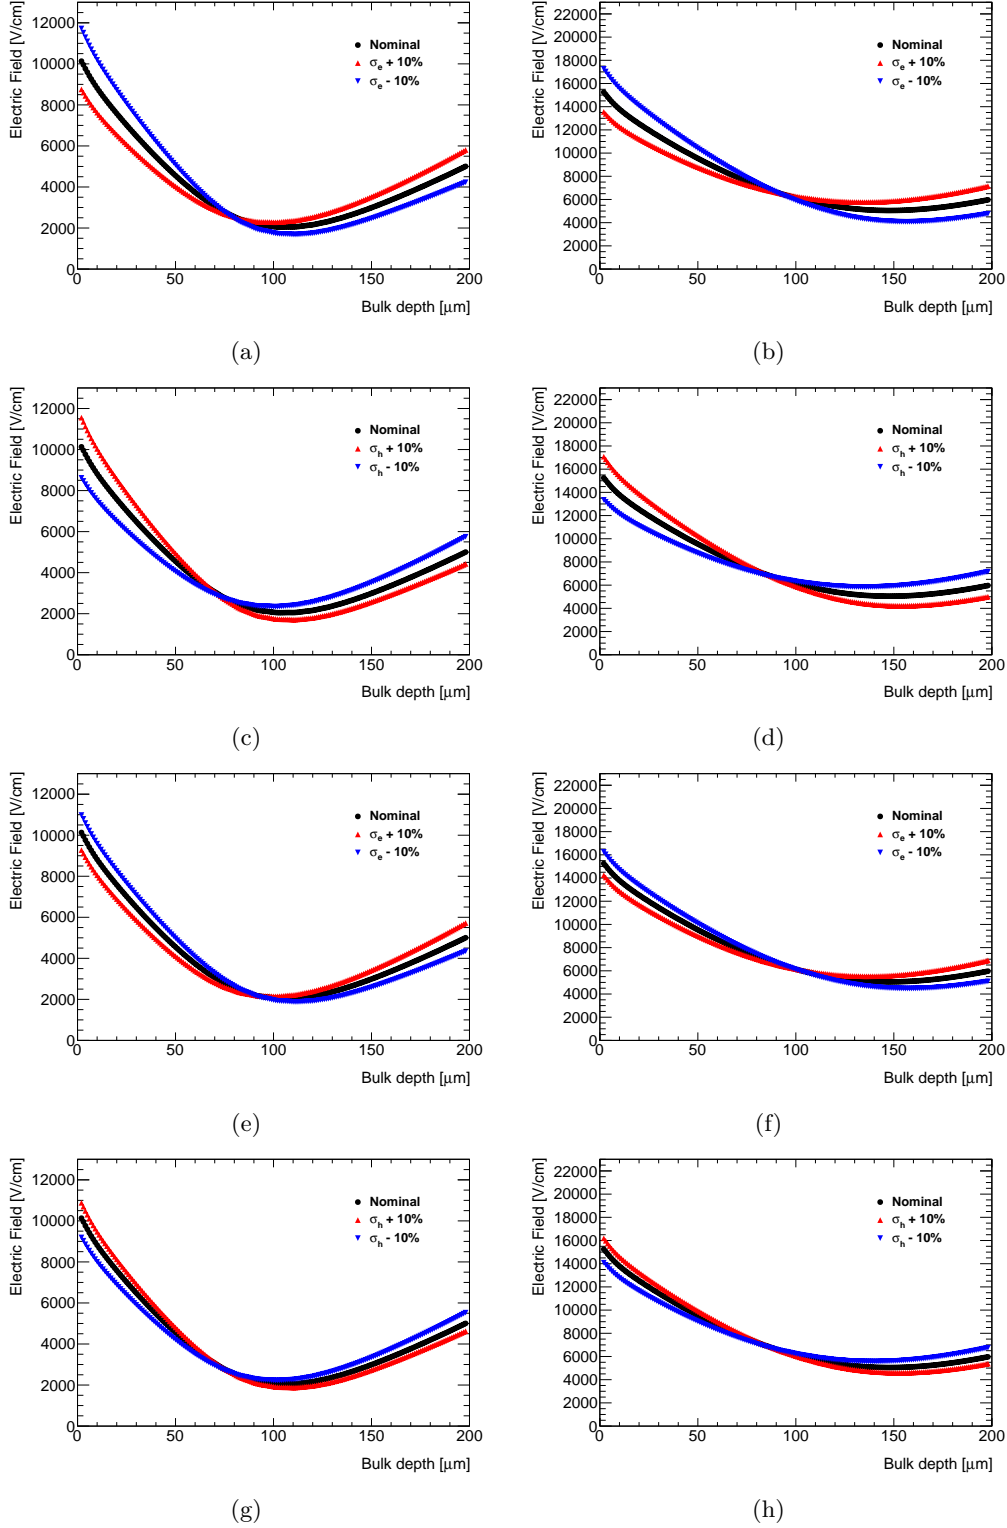 Electric Field [V/cm]
12000
10000
8000
6000
4000
2000
0
0 50 100 150 200
Bulk depth [μm]
Nominal
σe + 10%
σe - 10%
(a)
Electric Field [V/cm]
22000
20000
18000
16000
14000
12000
10000
8000
6000
4000
2000
0
0 50 100 150 200
Bulk depth [μm]
Nominal
σe + 10%
σe - 10%
(b)
Electric Field [V/cm]
12000
10000
8000
6000
4000
2000
0
0 50 100 150 200
Bulk depth [μm]
Nominal
σh + 10%
σh - 10%
(c)
Electric Field [V/cm]
22000
20000
18000
16000
14000
12000
10000
8000
6000
4000
2000
0
0 50 100 150 200
Bulk depth [μm]
Nominal
σh + 10%
σh - 10%
(d)
Electric Field [V/cm]
12000
10000
8000
6000
4000
2000
0
0 50 100 150 200
Bulk depth [μm]
Nominal
σe + 10%
σe - 10%
(e)
Electric Field [V/cm]
22000
20000
18000
16000
14000
12000
10000
8000
6000
4000
2000
0
0 50 100 150 200
Bulk depth [μm]
Nominal
σe + 10%
σe - 10%
(f)
Electric Field [V/cm]
12000
10000
8000
6000
4000
2000
0
0 50 100 150 200
Bulk depth [μm]
Nominal
σh + 10%
σh - 10%
(g)
Electric Field [V/cm]
22000
20000
18000
16000
14000
12000
10000
8000
6000
4000
2000
0
0 50 100 150 200
Bulk depth [μm]
Nominal
σh + 10%
σh - 10%
(h)